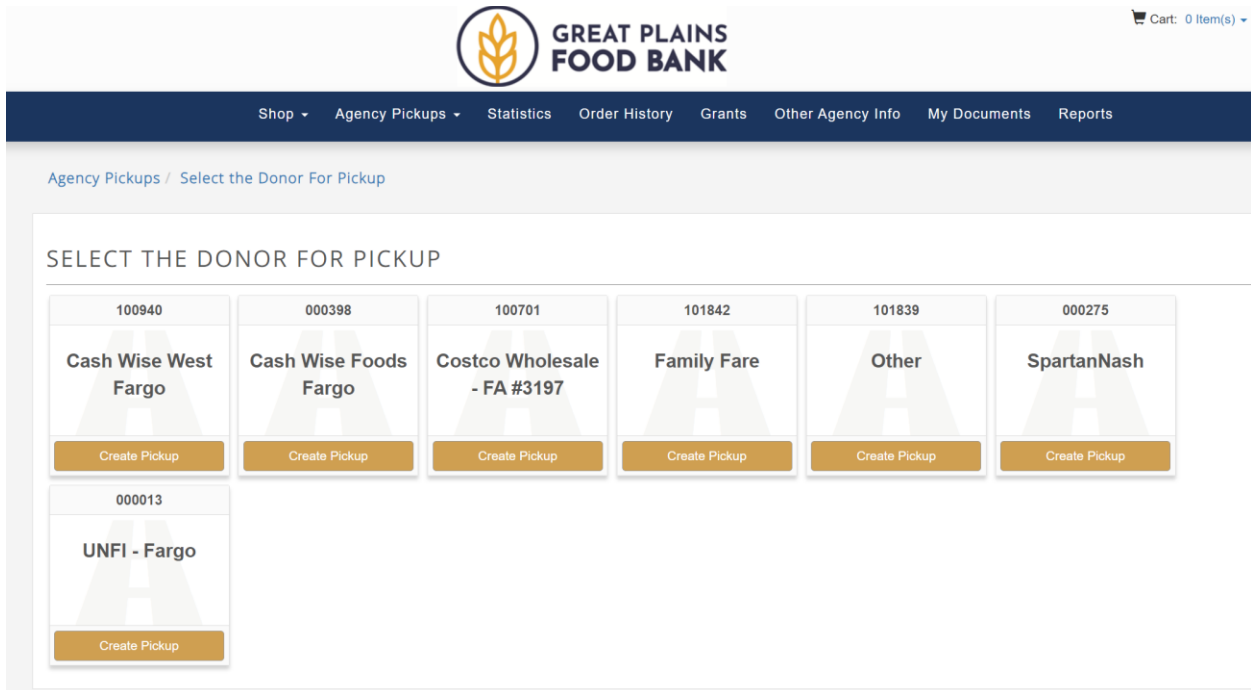 GREAT PLAINS
FOOD BANK
Cart: 0 Item(s)
Shop Agency Pickups Statistics Order History Grants Other Agency Info My Documents Reports
Agency Pickups / Select the Donor For Pickup
SELECT THE DONOR FOR PICKUP
100940
Cash Wise West
Fargo
Create Pickup
000398
Cash Wise Foods
Fargo
Create Pickup
100701
Costco Wholesale
- FA #3197
Create Pickup
101842
Family Fare
Create Pickup
101839
Other
Create Pickup
000275
SpartanNash
Create Pickup
000013
UNFI - Fargo
Create Pickup